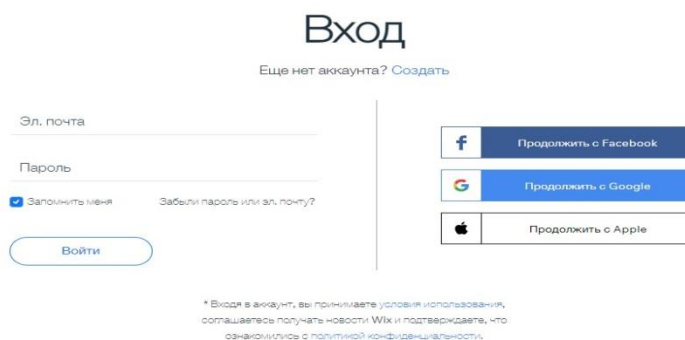 Вход
Еще нет аккаунта? Создать
Эл. почта
Пароль
Запомнить меня
Забыли пароль или эл. почту?
Войти
Продолжить с Facebook
Продолжить с Google
Продолжить с Apple
* Входя в аккаунт, вы принимаете условия использования,
соглашаетесь получать новости Wix и подтверждаете, что
ознакомились с политикой конфиденциальности.